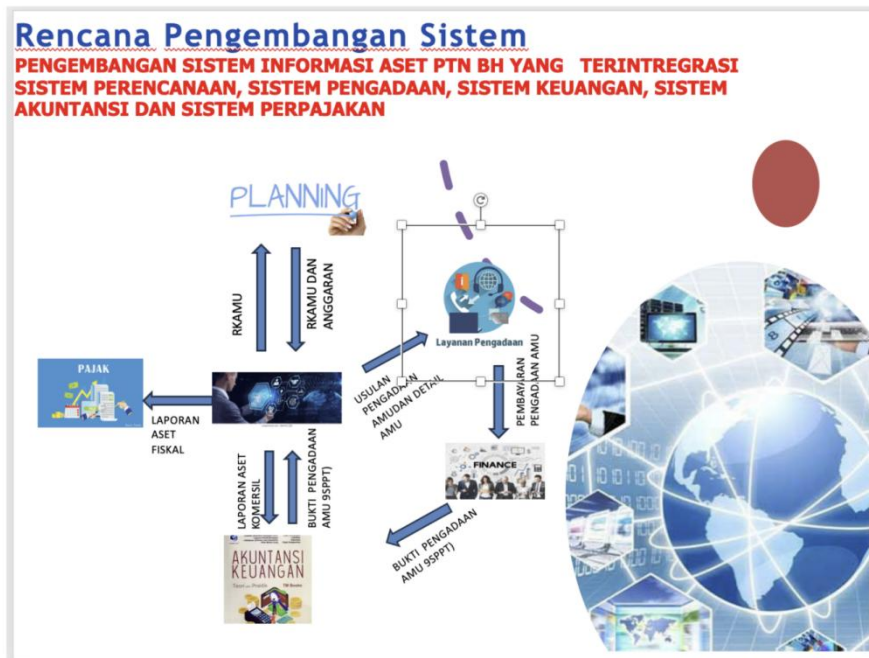 Rencana Pengembangan Sistem
PENGEMBANGAN SISTEM INFORMASI ASET PTN BH YANG TERINTREGRASI
SISTEM PERENCANAAN, SISTEM PENGADAAN, SISTEM KEUANGAN, SISTEM
AKUNTANSI DAN SISTEM PERPAJAKAN
PLANNING
RKAMU
RKAMU DAN
ANGGARAN
Layanan Pengadaan
PAJAK
LAPORAN
ASET
FISKAL
USULAN
PENGADAAN
AMUDAN DETAIL
AMU
PEMBAYARAN
PENGADAAN AMU
FINANCE
LAPORAN ASET
KOMERSIL
BUKTI PENGADAAN
AMU 9SPPT)
BUKTI PENGADAAN
AMU 9SPPT)
AKUNTANSI
KEUANGAN